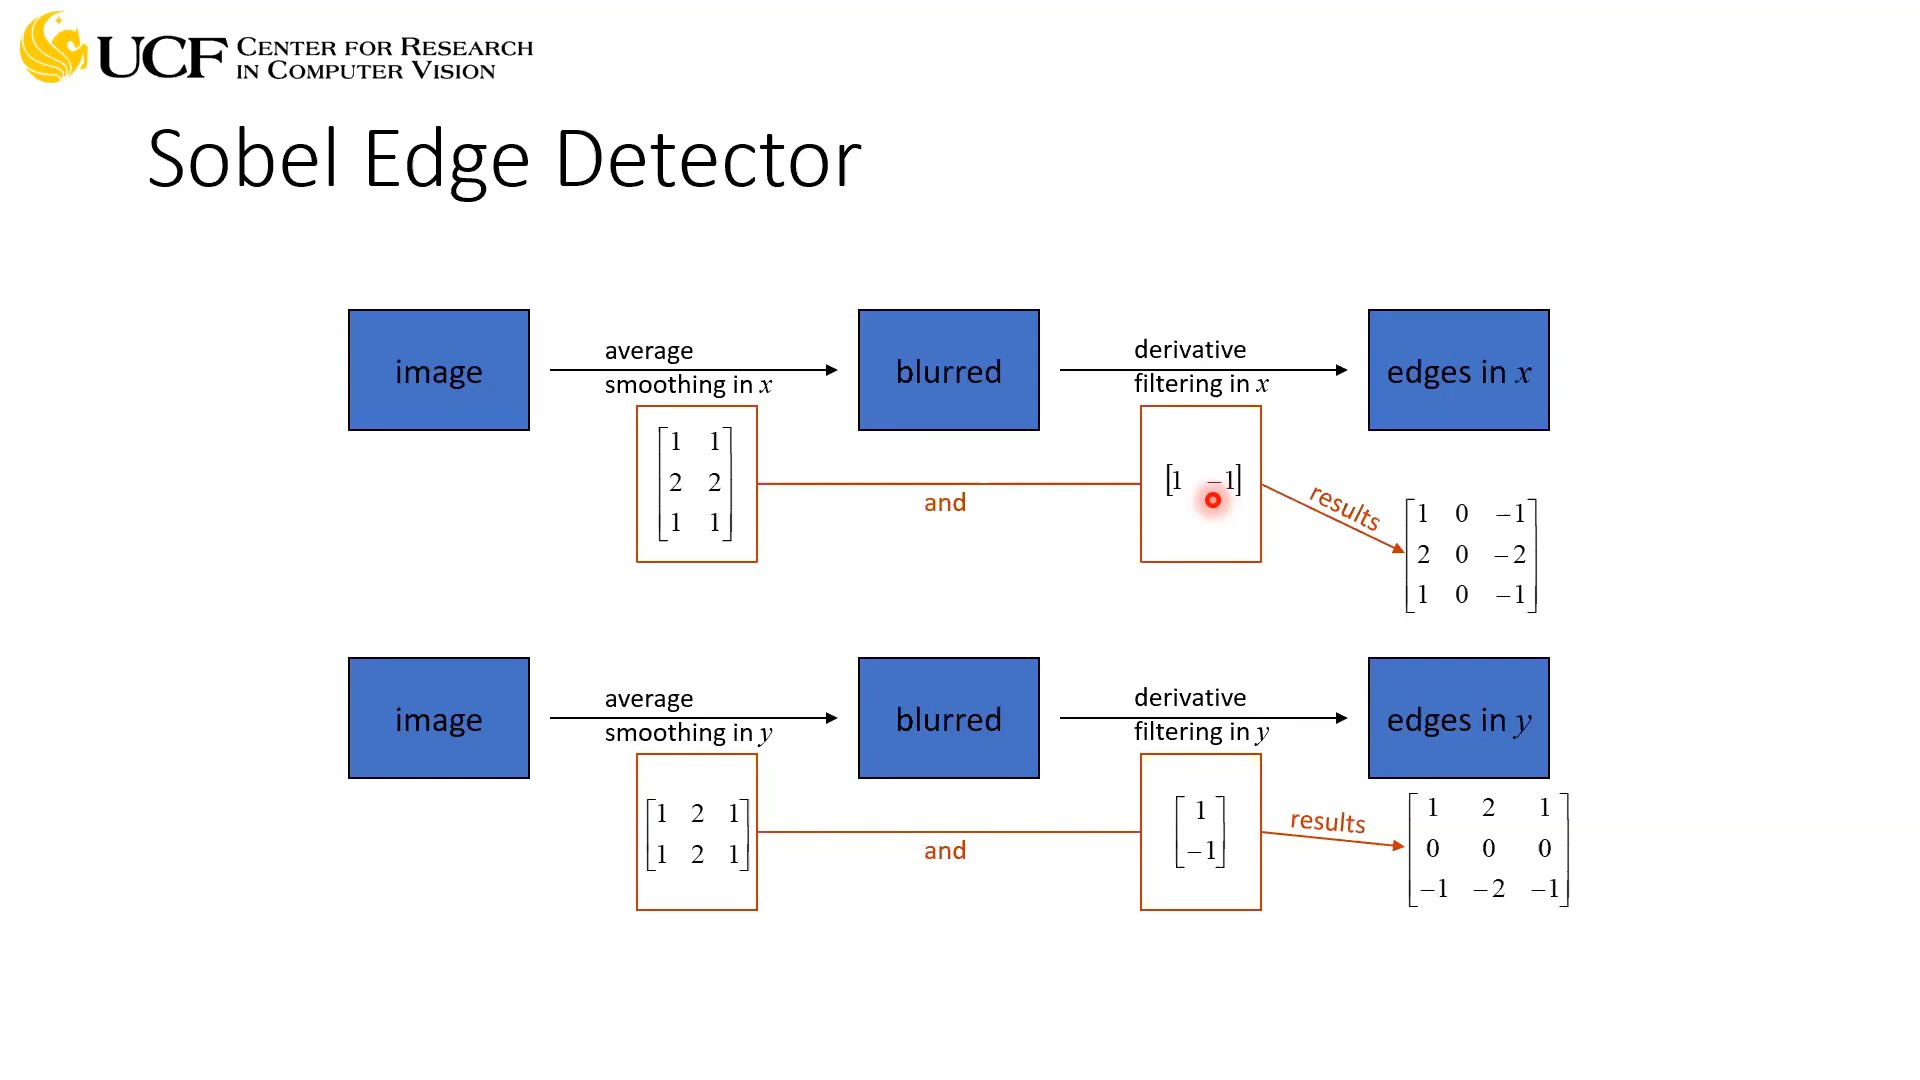 UCF CENTER FOR RESEARCH
IN COMPUTER VISION
Sobel Edge Detector
image
average
smoothing in x
blurred
derivative
filtering in x
edges in x
1 1
2 2
1 1
and
[1 −1]
results
1 0 −1
2 0 −2
1 0 −1
image
average
smoothing in y
blurred
derivative
filtering in y
edges in y
1 2 1
1 2 1
and
1
−1
results
1 2 1
0 0 0
−1 −2 −1